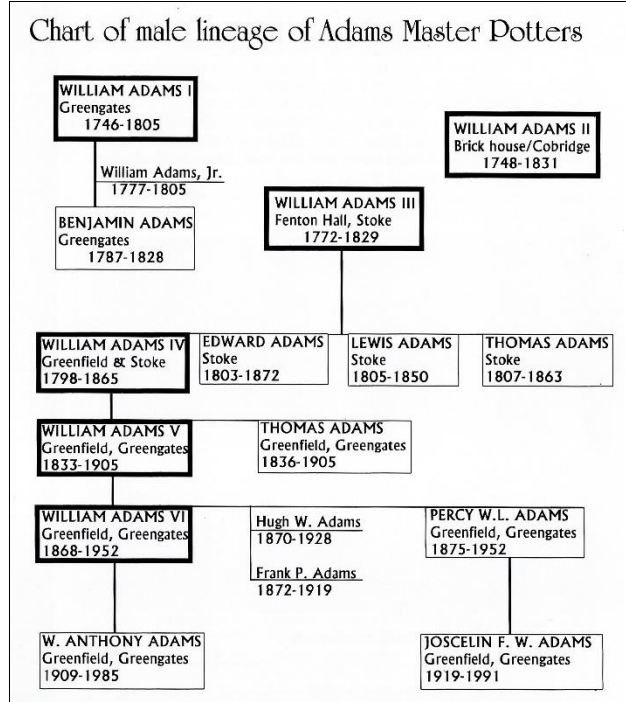 Chart of male lineage of Adams Master Potters
WILLIAM ADAMS I
Greengates
1746-1805
WILLIAM ADAMS II
Brick house/Cobridge
1748-1831
William Adams, Jr.
1777-1805
WILLIAM ADAMS III
Fenton Hall, Stoke
1772-1829
BENJAMIN ADAMS
Greengates
1787-1828
WILLIAM ADAMS IV
Greenfield & Stoke
1798-1865
EDWARD ADAMS
Stoke
1803-1872
LEWIS ADAMS
Stoke
1805-1850
THOMAS ADAMS
Stoke
1807-1863
WILLIAM ADAMS V
Greenfield, Greengates
1833-1905
THOMAS ADAMS
Greenfield, Greengates
1836-1905
WILLIAM ADAMS VI
Greenfield, Greengates
1868-1952
Hugh W. Adams
1870-1928
Frank P. Adams
1872-1919
PERCY W.L. ADAMS
Greenfield, Greengates
1875-1952
W. ANTHONY ADAMS
Greenfield, Greengates
1909-1985
JOSCELIN F. W. ADAMS
Greenfield, Greengates
1919-1991